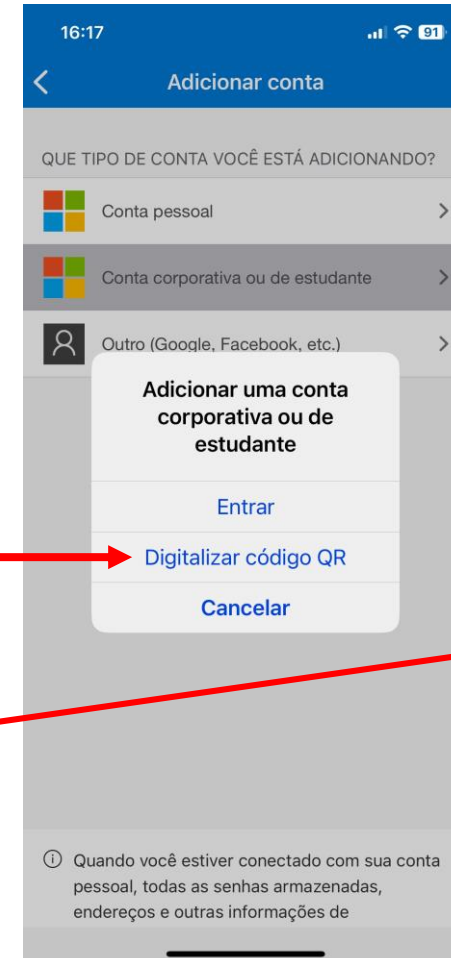 16:17
91
Adicionar conta
QUE TIPO DE CONTA VOCÊ ESTÁ ADICIONANDO?
Conta pessoal
Conta corporativa ou de estudante
Outro (Google, Facebook, etc.)
Adicionar uma conta
corporativa ou de
estudante
Entrar
Digitalizar código QR
Cancelar
Quando você estiver conectado com sua conta
pessoal, todas as senhas armazenadas,
endereços e outras informações de